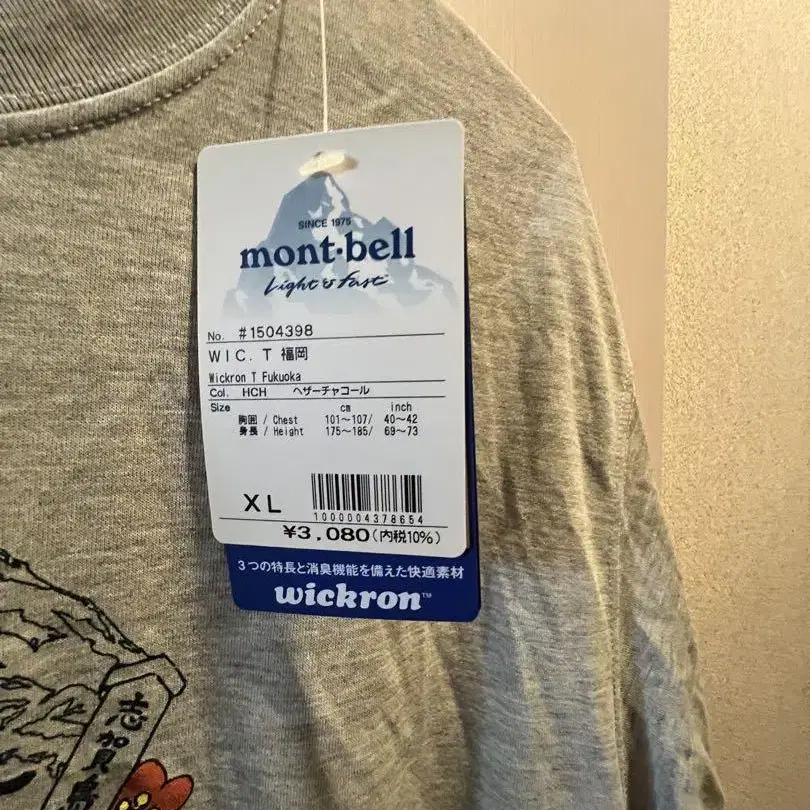 SINCE 1975
mont·bell
Light & Fast
No. #1504398
WIC. T 福岡
Wickron T Fukuoka
Col. HCH ヘザーチャコール
Size cm inch
胸囲 / Chest 101~107/ 40~42
身長 / Height 175~185/ 69~73
XL
1000004378654
¥3,080(内税10%)
3つの特長と消臭機能を備えた快適素材
wickron™
志賀島